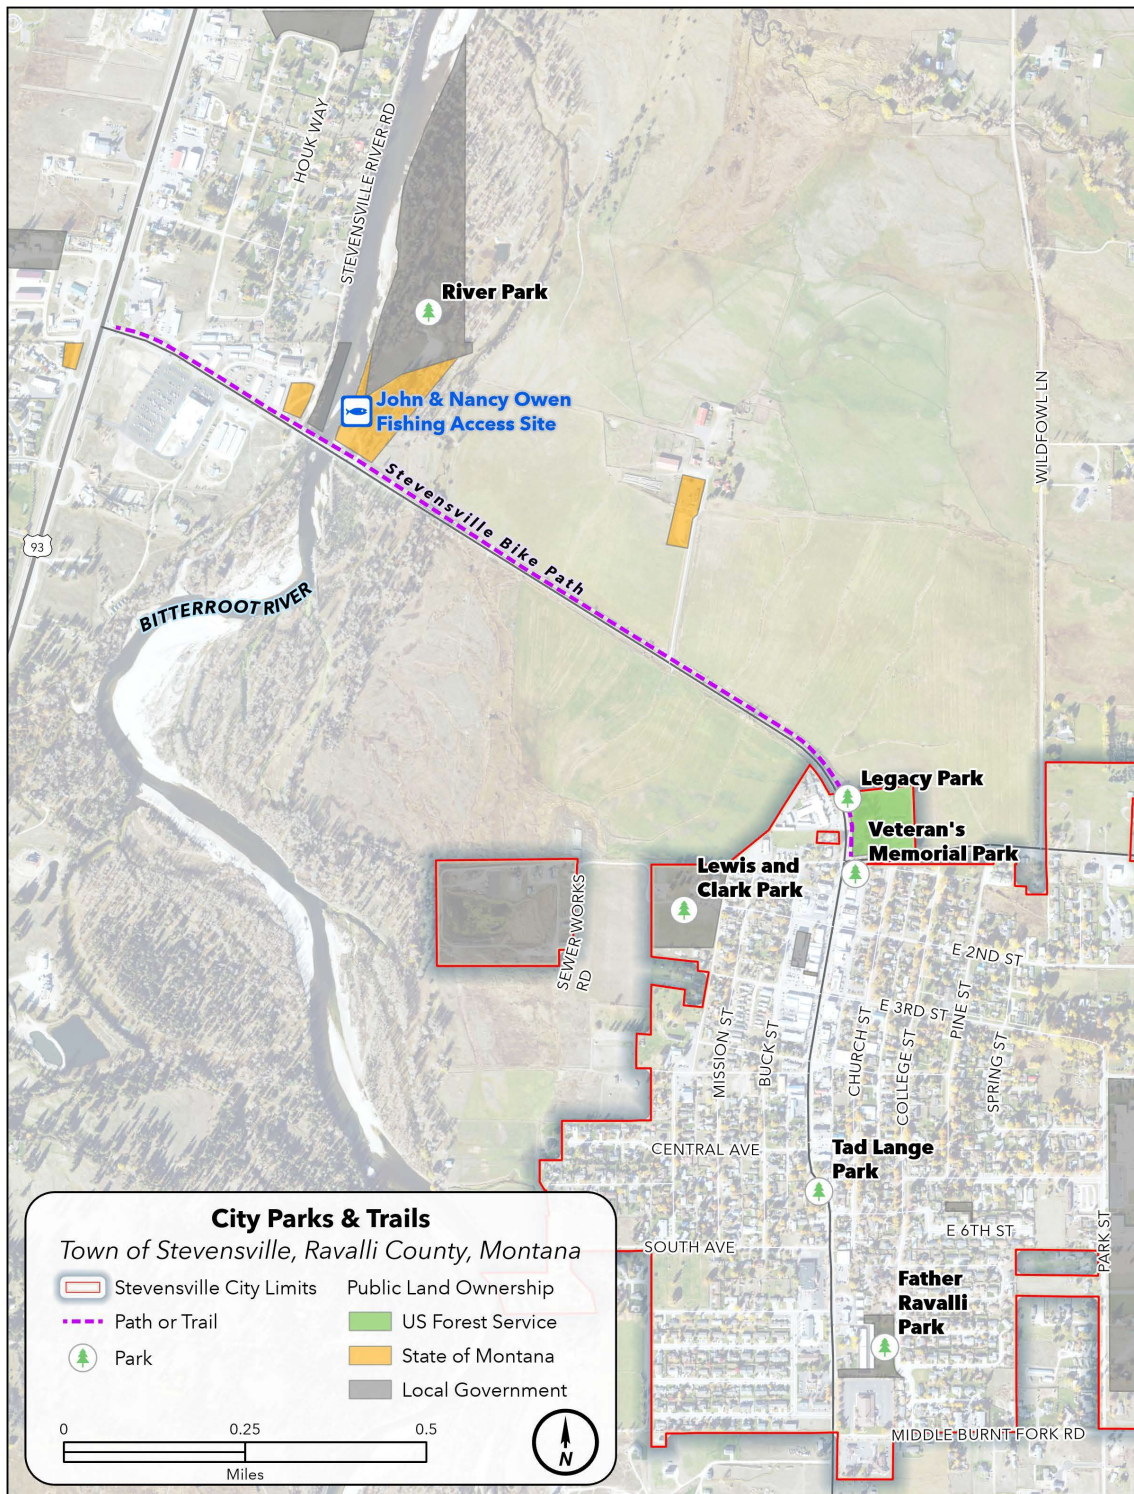 HOUK WAY
STEVENSVILLE RIVER RD
River Park
John & Nancy Owen
Fishing Access Site
WILDFOWL LN
Stevensville Bike Path
93
BITTERROOT RIVER
Legacy Park
Veteran's
Memorial Park
Lewis and
Clark Park
SEWER WORKS
RD
E 2ND ST
E 3RD ST
PINE ST
MISSION ST
BUCK ST
CHURCH ST
COLLEGE ST
SPRING ST
CENTRAL AVE
Tad Lange
Park
E 6TH ST
PARK ST
SOUTH AVE
Father
Ravalli
Park
MIDDLE BURNT FORK RD
City Parks & Trails
Town of Stevensville, Ravalli County, Montana
Stevensville City Limits
Path or Trail
Park
Public Land Ownership
US Forest Service
State of Montana
Local Government
0 0.25 0.5
Miles
N